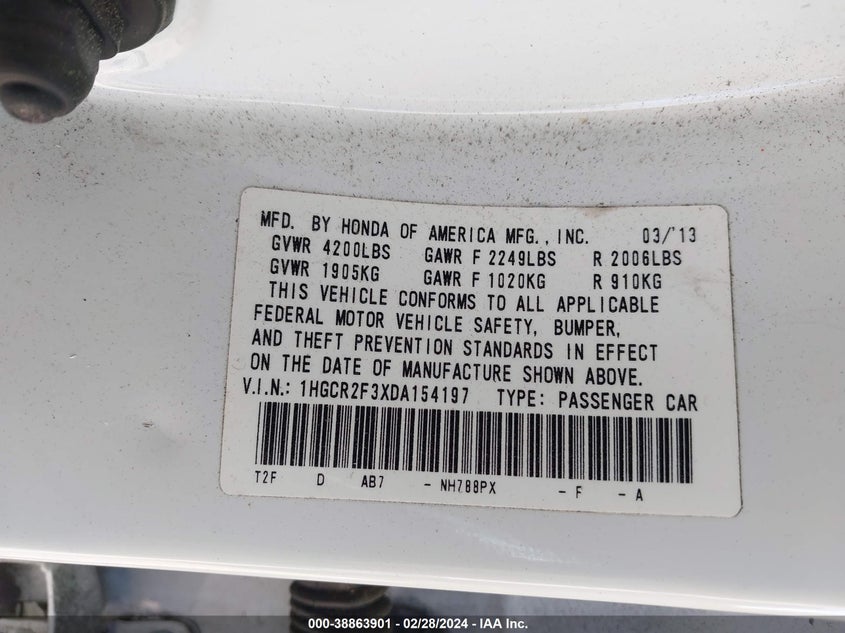 MFD. BY HONDA OF AMERICA MFG., INC. 03/'13
GVWR 4200LBS GAWR F 2249LBS R 2006LBS
GVWR 1905KG GAWR F 1020KG R 910KG
THIS VEHICLE CONFORMS TO ALL APPLICABLE
FEDERAL MOTOR VEHICLE SAFETY, BUMPER,
AND THEFT PREVENTION STANDARDS IN EFFECT
ON THE DATE OF MANUFACTURE SHOWN ABOVE.
V.I.N.: 1HGCR2F3XDA154197 TYPE: PASSENGER CAR
T2F D AB7 - NH788PX - F - A
000-38863901 - 02/28/2024 - IAA Inc.